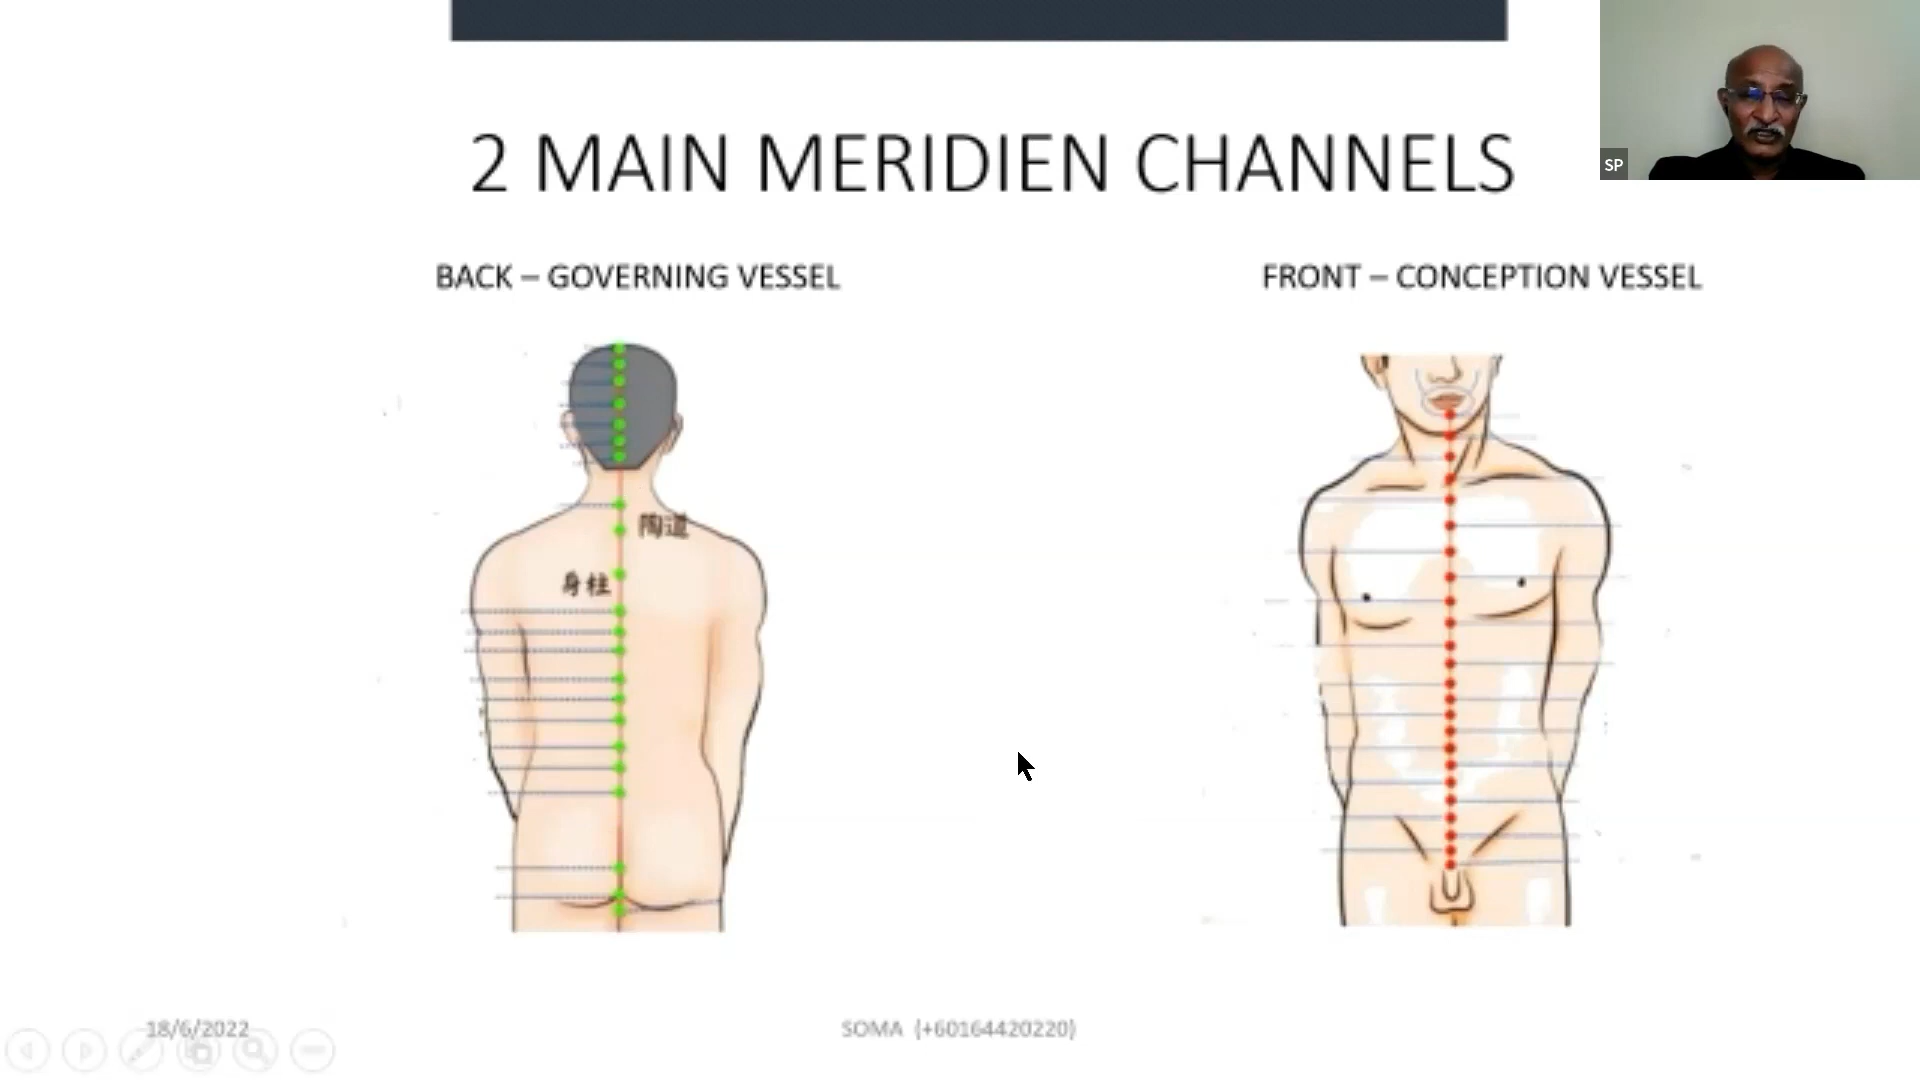 SP
2 MAIN MERIDIEN CHANNELS
BACK – GOVERNING VESSEL
FRONT – CONCEPTION VESSEL
陶道
身柱
18/6/2022
SOMA (+60164420220)